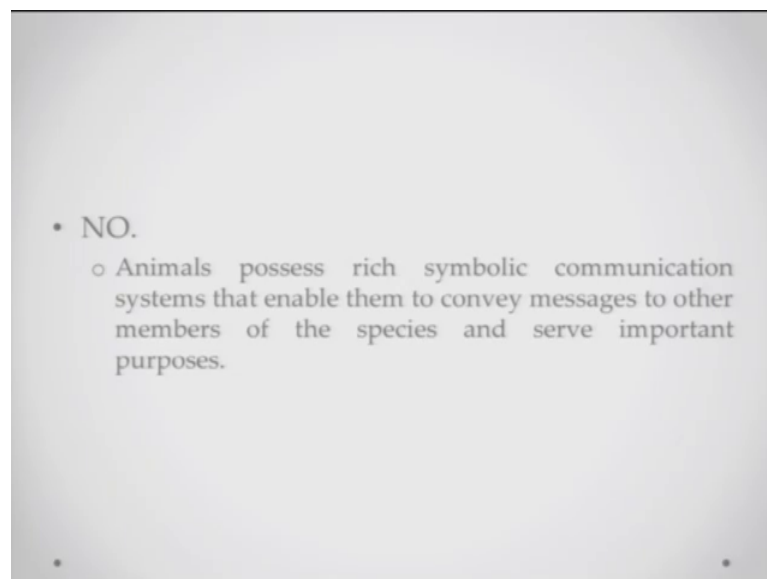 • NO.
o Animals possess rich symbolic communication
systems that enable them to convey messages to other
members of the species and serve important
purposes.